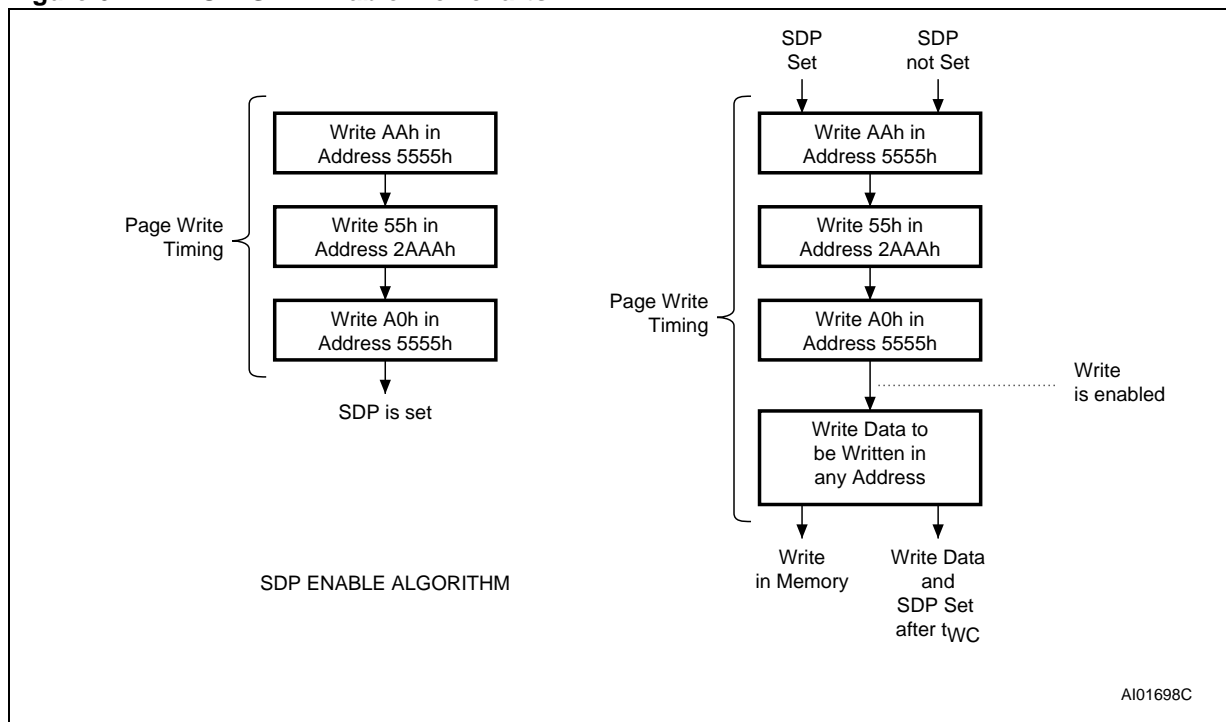 SDP
Set
SDP
not Set
Write AAh in
Address 5555h
Write AAh in
Address 5555h
Page Write
Timing
Write 55h in
Address 2AAAh
Write 55h in
Address 2AAAh
Page Write
Timing
Write A0h in
Address 5555h
Write A0h in
Address 5555h
Write
is enabled
SDP is set
Write Data to
be Written in
any Address
SDP ENABLE ALGORITHM
Write
in Memory
Write Data
and
SDP Set
after tWC
AI01698C